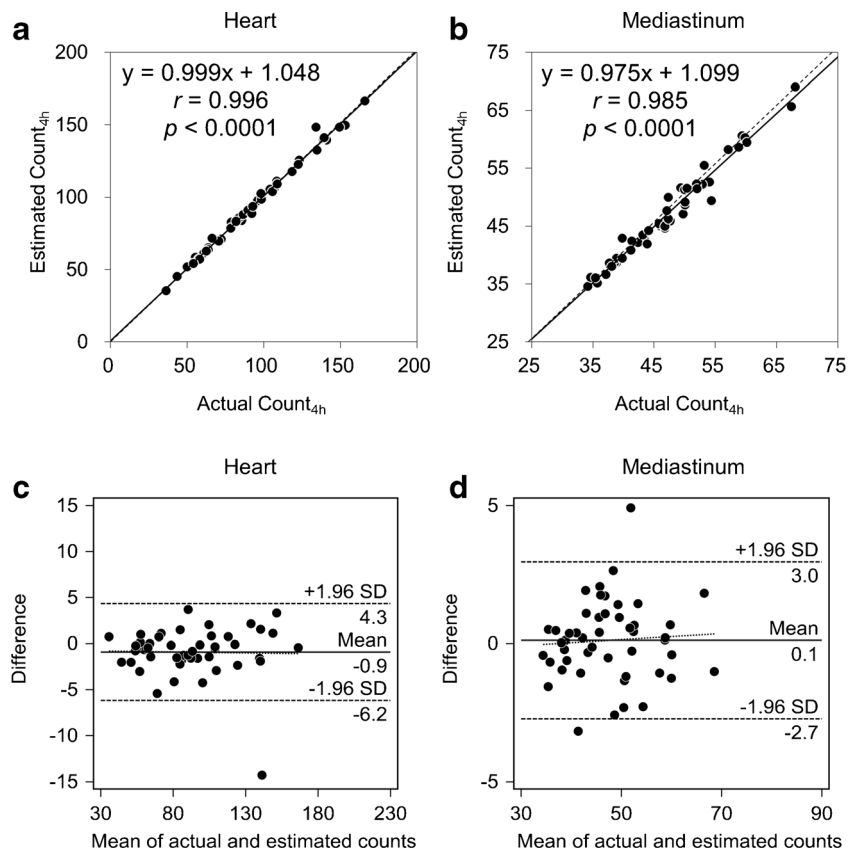 a
Heart
y = 0.999x + 1.048
r = 0.996
p < 0.0001
200
150
100
50
0
0
50
100
150
200
Estimated Count4h
Actual Count4h
b
Mediastinum
y = 0.975x + 1.099
r = 0.985
p < 0.0001
75
65
55
45
35
25
25
35
45
55
65
75
Estimated Count4h
Actual Count4h
c
Heart
15
10
5
0
-5
-10
-15
Difference
+1.96 SD
4.3
Mean
-0.9
-1.96 SD
-6.2
30
80
130
180
230
Mean of actual and estimated counts
d
Mediastinum
5
0
-5
Difference
+1.96 SD
3.0
Mean
0.1
-1.96 SD
-2.7
30
50
70
90
Mean of actual and estimated counts